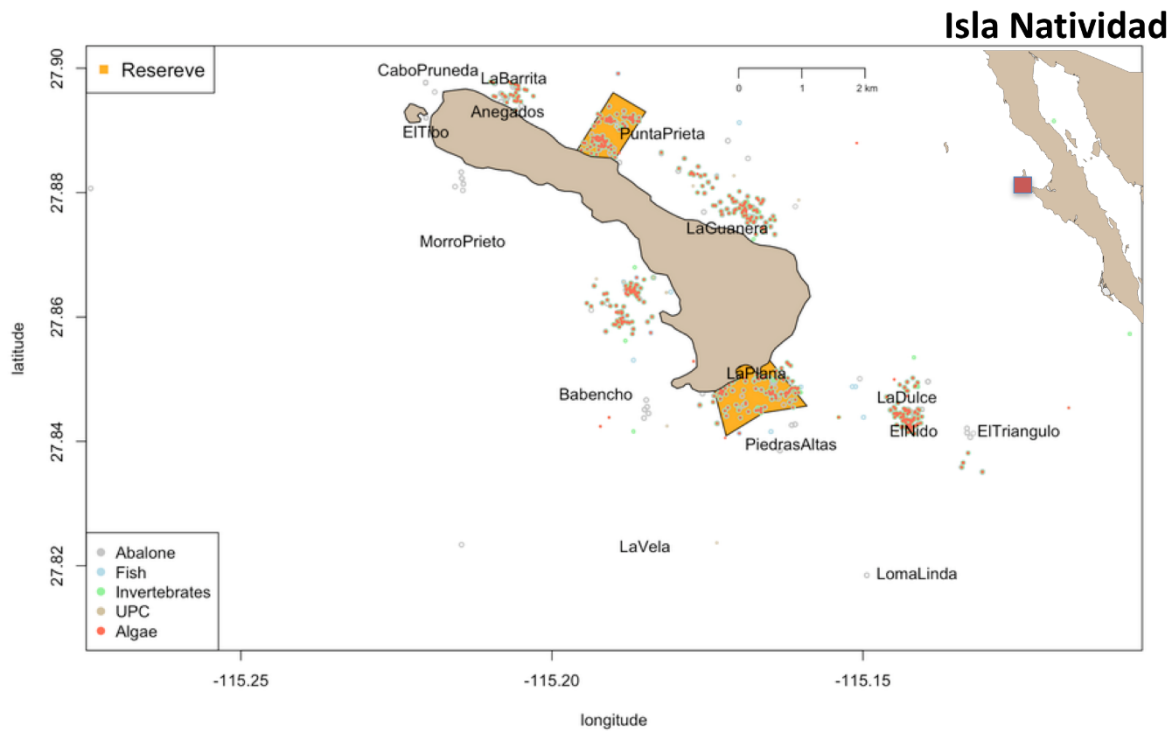 Isla Natividad
Resereve
CaboPruneda
LaBarrita
Anegados
ElTibo
PuntaPrieta
0 1 2 km
LaGuanera
MorroPrieto
LaPlana
Babencho
PiedrasAltas
LaDulce
ElNido
ElTriangulo
LaVela
LomaLinda
Abalone
Fish
Invertebrates
UPC
Algae
27.90
27.88
27.86
27.84
27.82
latitude
-115.25 -115.20 -115.15
longitude